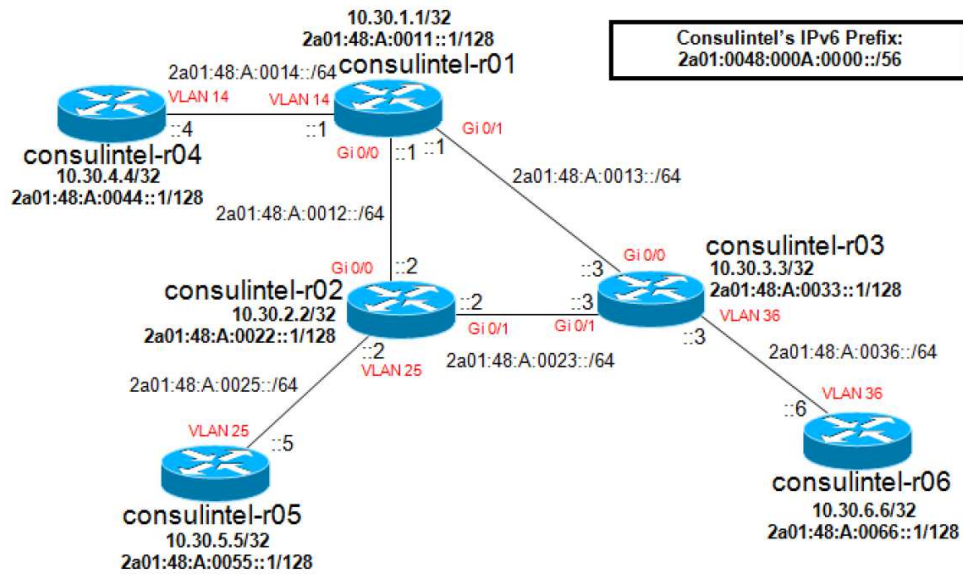 10.30.1.1/32
2a01:48:A:0011::1/128
consulintel-r01
Consulintel's IPv6 Prefix:
2a01:0048:000A:0000::/56
2a01:48:A:0014::/64
VLAN 14
VLAN 14
::4
::1
Gi 0/0
::1
::1
Gi 0/1
consulintel-r04
10.30.4.4/32
2a01:48:A:0044::1/128
2a01:48:A:0013::/64
2a01:48:A:0012::/64
Gi 0/0
::2
Gi 0/0
::3
consulintel-r03
10.30.3.3/32
2a01:48:A:0033::1/128
consulintel-r02
10.30.2.2/32
2a01:48:A:0022::1/128
::2
Gi 0/1
::3
Gi 0/1
VLAN 36
::3
::2
VLAN 25
2a01:48:A:0023::/64
2a01:48:A:0036::/64
2a01:48:A:0025::/64
VLAN 36
::6
VLAN 25
::5
consulintel-r06
10.30.6.6/32
2a01:48:A:0066::1/128
consulintel-r05
10.30.5.5/32
2a01:48:A:0055::1/128